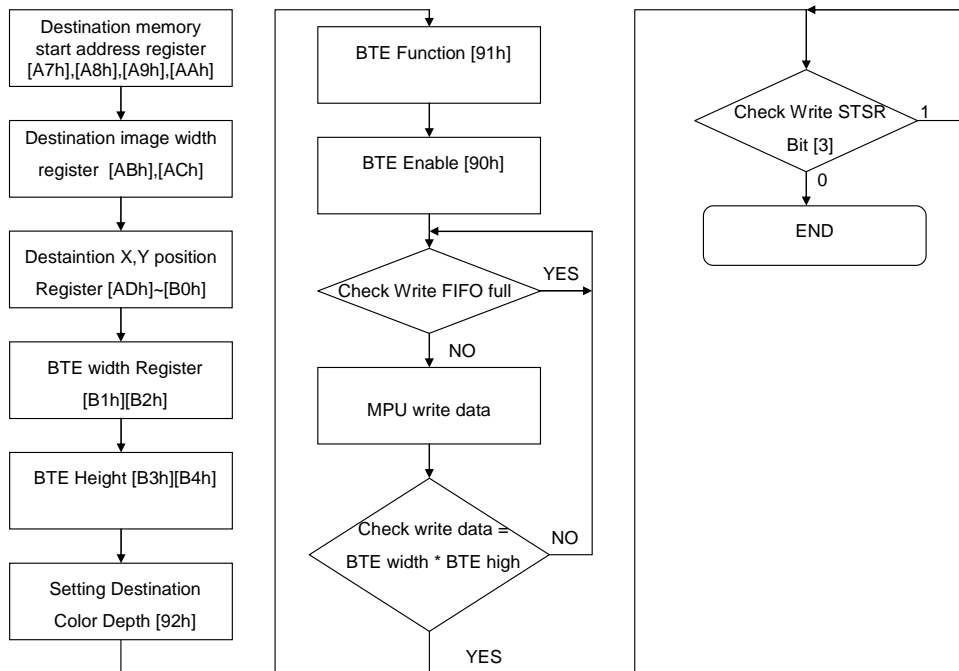 Destination memory
start address register
[A7h],[A8h],[A9h],[AAh]
Destination image width
register [ABh],[ACh]
Destaintion X,Y position
Register [ADh]~[B0h]
BTE width Register
[B1h][B2h]
BTE Height [B3h][B4h]
Setting Destination
Color Depth [92h]
BTE Function [91h]
BTE Enable [90h]
Check Write FIFO full
YES
NO
MPU write data
Check write data =
BTE width * BTE high
NO
YES
Check Write STSR
Bit [3]
1
0
END